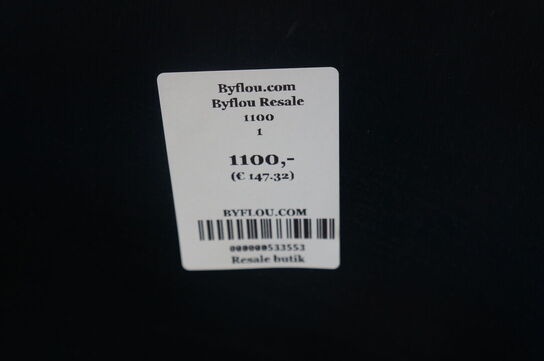 Byflou.com
Byflou Resale
1100
1
1100,-
(€ 147.32)
BYFLOU.COM
000000533553
Resale butik